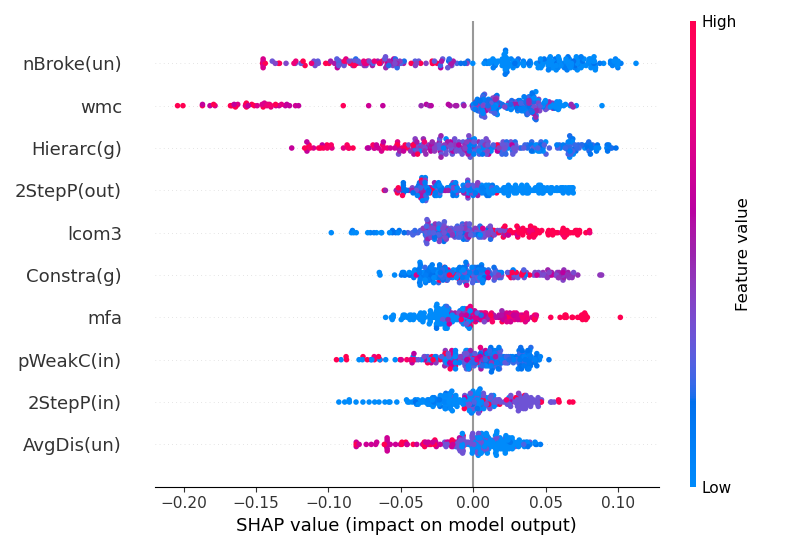 High
nBroke(un)
wmc
Hierarc(g)
2StepP(out)
lcom3
Constra(g)
mfa
pWeakC(in)
2StepP(in)
AvgDis(un)
Feature value
Low
−0.20 −0.15 −0.10 −0.05 0.00 0.05 0.10
SHAP value (impact on model output)